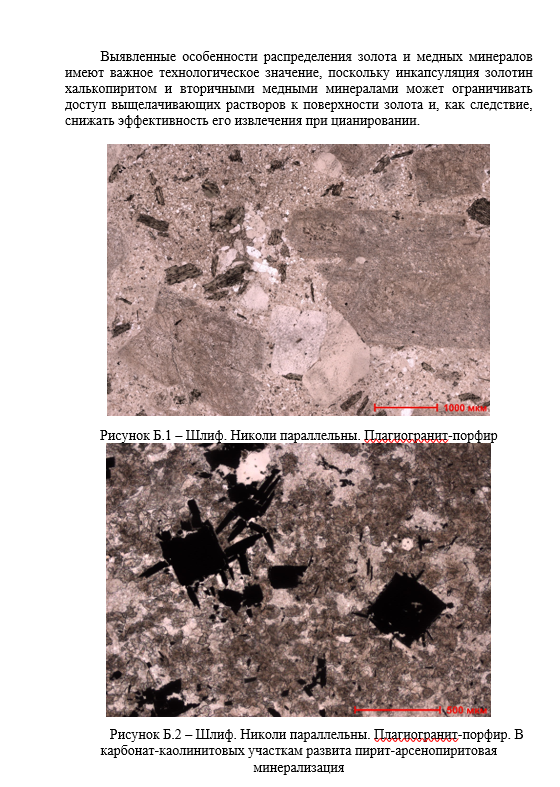 Выявленные особенности распределения золота и медных минералов
имеют важное технологическое значение, поскольку инкапсуляция золотин
халькопиритом и вторичными медными минералами может ограничивать
доступ выщелачивающих растворов к поверхности золота и, как следствие,
снижать эффективность его извлечения при цианировании.
1000 мкм
Рисунок Б.1 – Шлиф. Николи параллельны. Плагиогранит-порфир
500 мкм
Рисунок Б.2 – Шлиф. Николи параллельны. Плагиогранит-порфир. В
карбонат-каолинитовых участкам развита пирит-арсенопиритовая
минерализация